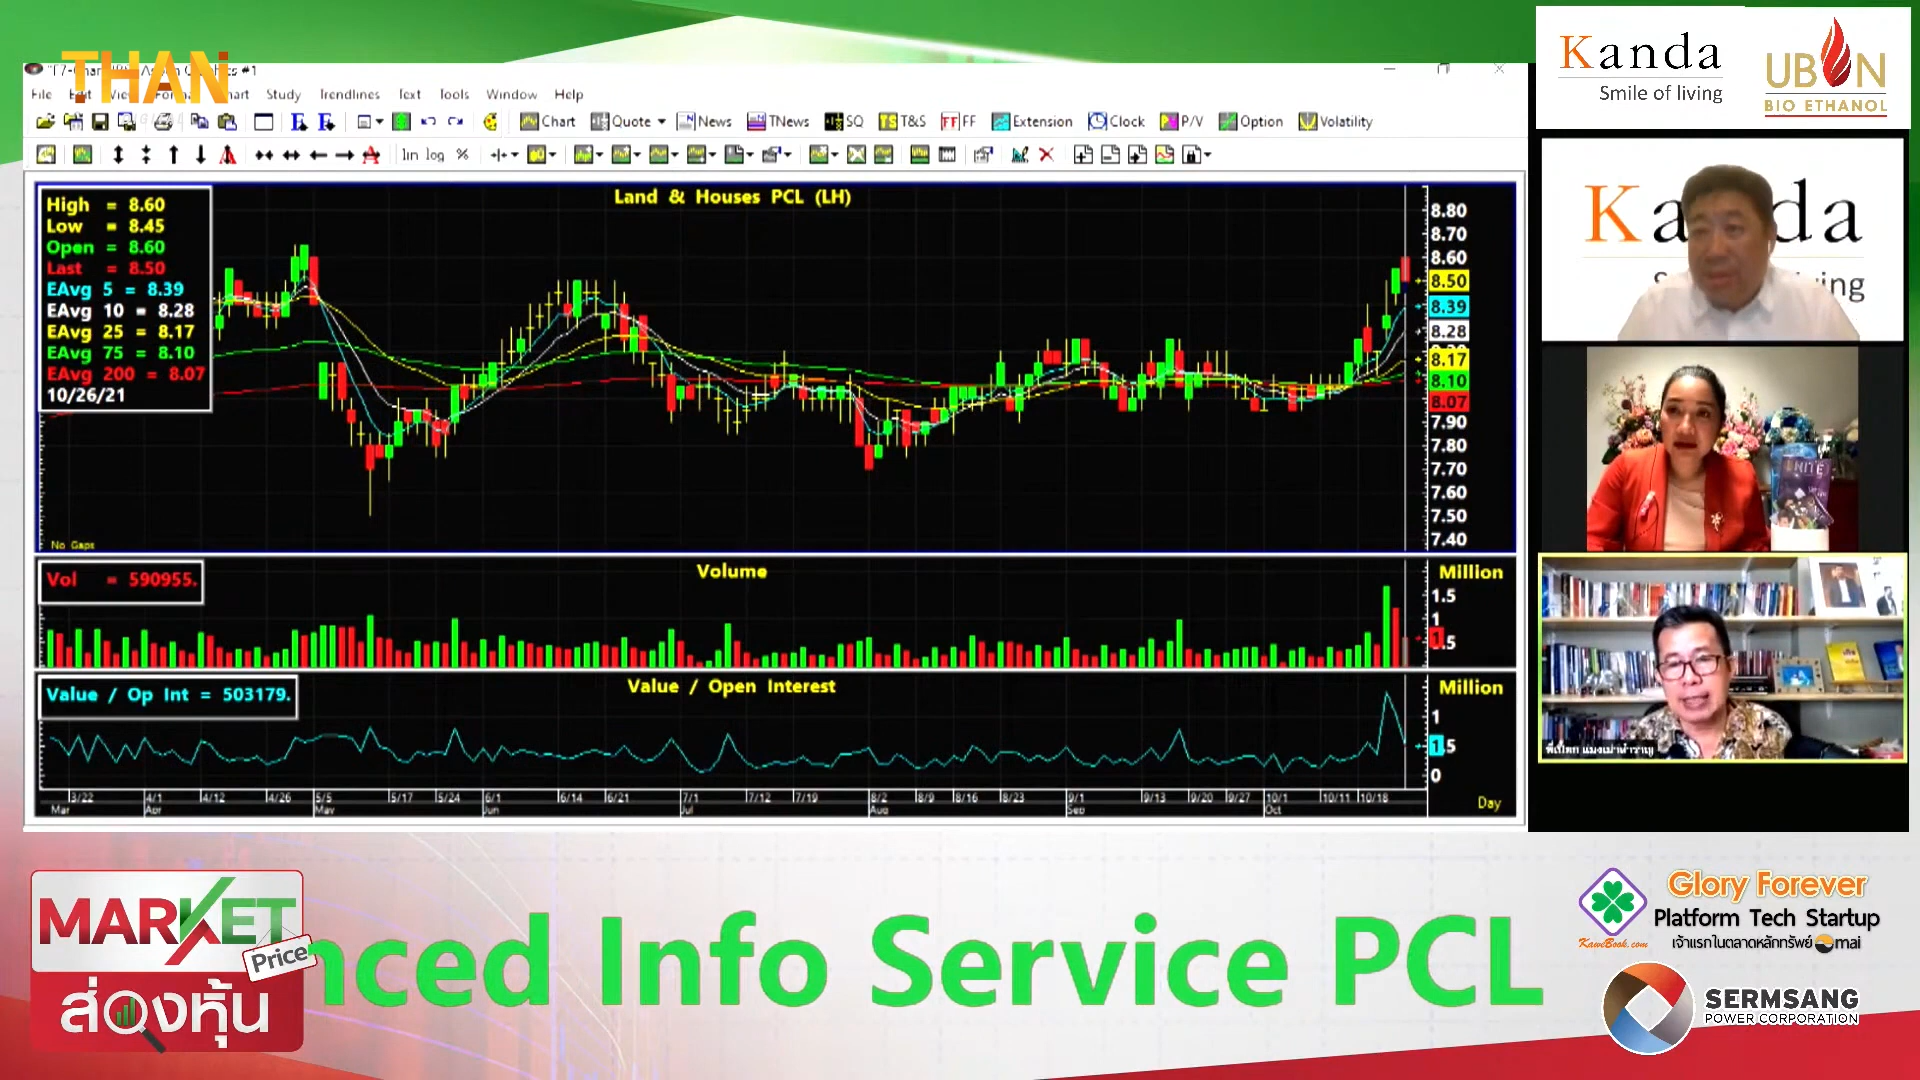 THAN
"T7-Chart
#1
File Edit View Format Chart Study Trendlines Text Tools Window Help
Chart Quote News TNews SQ T&S FF Extension Clock P/V Option Volatility
lin log %
Land & Houses PCL (LH)
High = 8.60
Low = 8.45
Open = 8.60
Last = 8.50
EAvg 5 = 8.39
EAvg 10 = 8.28
EAvg 25 = 8.17
EAvg 75 = 8.10
EAvg 200 = 8.07
10/26/21
No Gaps
8.80
8.70
8.60
8.50
8.39
8.28
8.17
8.10
8.07
7.90
7.80
7.70
7.60
7.50
7.40
Vol = 590955.
Volume
Million
1.5
1
.5
Value / Op Int = 503179.
Value / Open Interest
Million
1
.5
0
3/22 4/1 4/12 4/26 5/5 5/17 5/24 6/1 6/14 6/21 7/1 7/12 7/19 8/2 8/9 8/16 8/23 9/1 9/13 9/20 9/27 10/1 10/11 10/18
Mar Apr May Jun Jul Aug Sep Oct
Day
Kanda
Smile of living
UBON
BIO ETHANOL
MARKET
Price
ส่องหุ้น
nced Info Service PCL
KaweBook.com
Glory Forever
Platform Tech Startup
เจ้าแรกในตลาดหลักทรัพย์ mai
SERMSANG
POWER CORPORATION